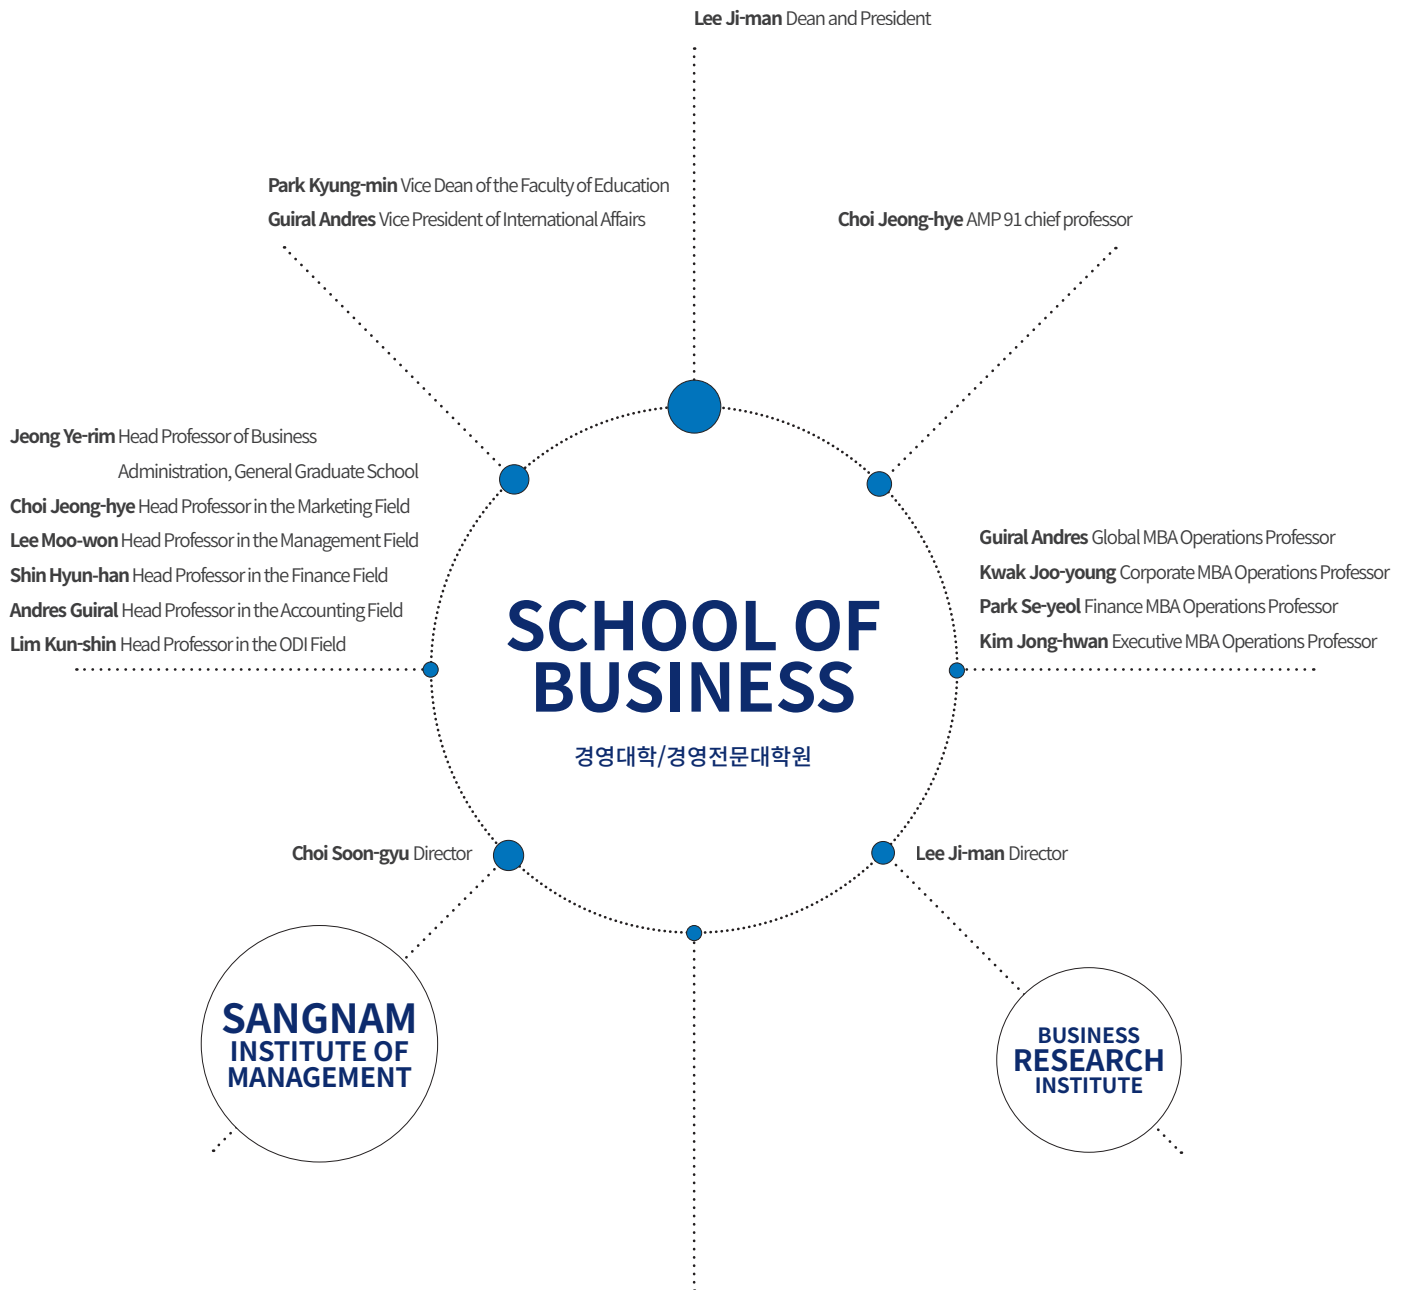 Lee Ji-man Dean and President
Park Kyung-min Vice Dean of the Faculty of Education
Guiral Andres Vice President of International Affairs
Choi Jeong-hye AMP 91 chief professor
Jeong Ye-rim Head Professor of Business
Administration, General Graduate School
Choi Jeong-hye Head Professor in the Marketing Field
Lee Moo-won Head Professor in the Management Field
Shin Hyun-han Head Professor in the Finance Field
Andres Guiral Head Professor in the Accounting Field
Lim Kun-shin Head Professor in the ODI Field
Guiral Andres Global MBA Operations Professor
Kwak Joo-young Corporate MBA Operations Professor
Park Se-yeol Finance MBA Operations Professor
Kim Jong-hwan Executive MBA Operations Professor
SCHOOL OF
BUSINESS
경영대학/경영전문대학원
Choi Soon-gyu Director
Lee Ji-man Director
SANGNAM
INSTITUTE OF
MANAGEMENT
BUSINESS
RESEARCH
INSTITUTE